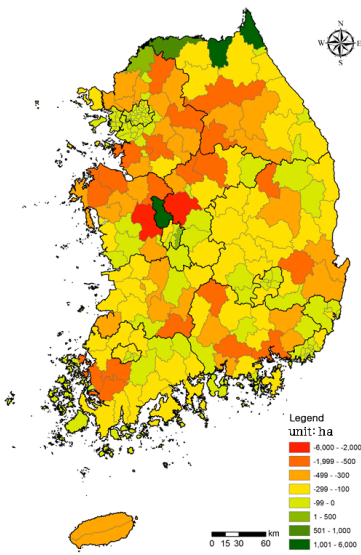 N
W E
S
Legend
unit: ha
-6,000 - -2,000
-1,999 - -500
-499 - -300
-299 - -100
-99 - 0
1 - 500
501 - 1,000
1,001 - 6,000
km
0 15 30 60